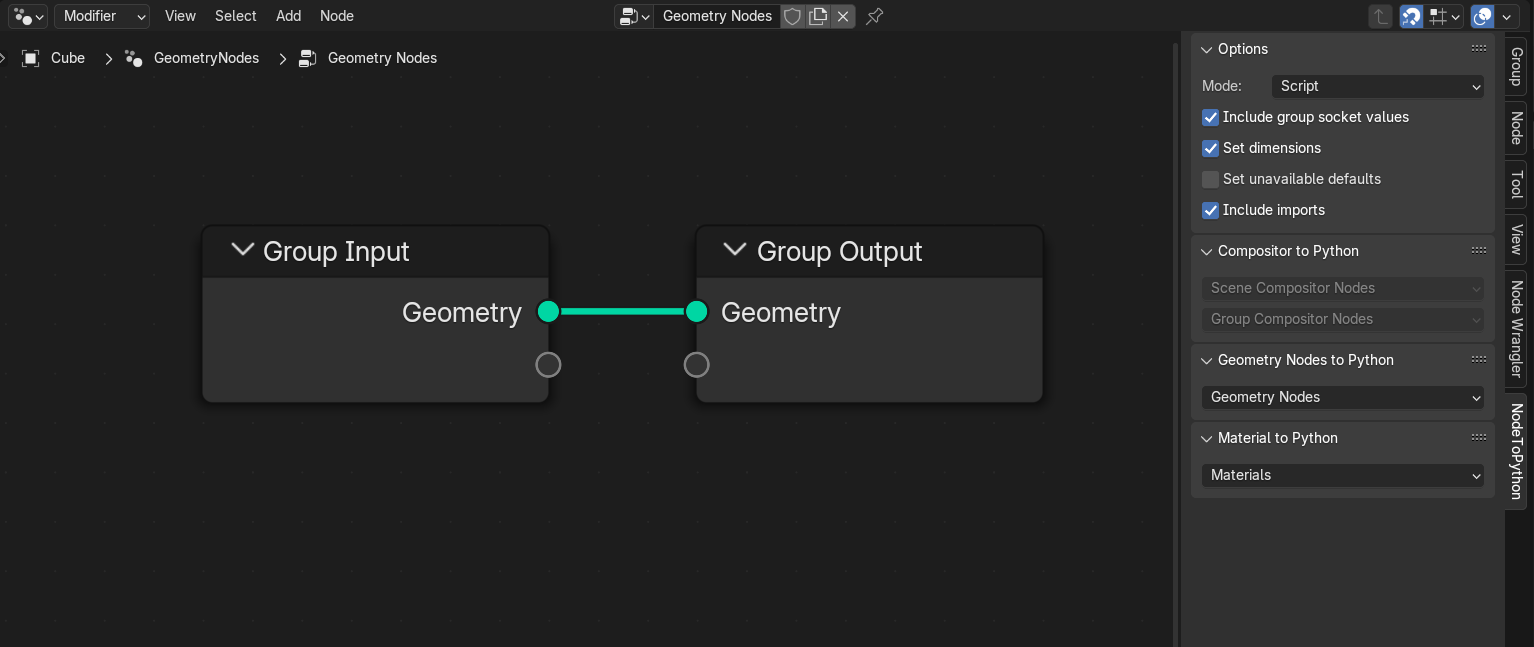 Modifier View Select Add Node Geometry Nodes
Cube GeometryNodes Geometry Nodes
Group Input
Geometry
Group Output
Geometry
Options
Mode: Script
Include group socket values
Set dimensions
Set unavailable defaults
Include imports
Compositor to Python
Scene Compositor Nodes
Group Compositor Nodes
Geometry Nodes to Python
Geometry Nodes
Material to Python
Materials
Group
Node
Tool
View
Node Wrangler
NodeToPython